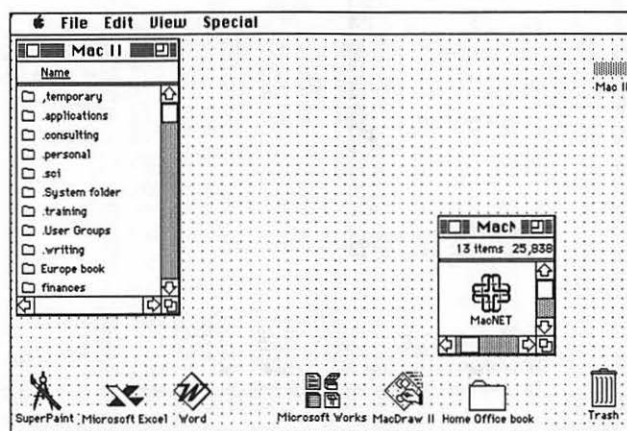 File Edit View Special
Mac II
Name
,temporary
.applications
.consulting
.personal
.sci
.System folder
.training
.User Groups
.writing
Europe book
finances
Mac II
MacN
13 items 25,838
MacNET
SuperPaint Microsoft Excel Word Microsoft Works MacDraw II Home Office book Trash